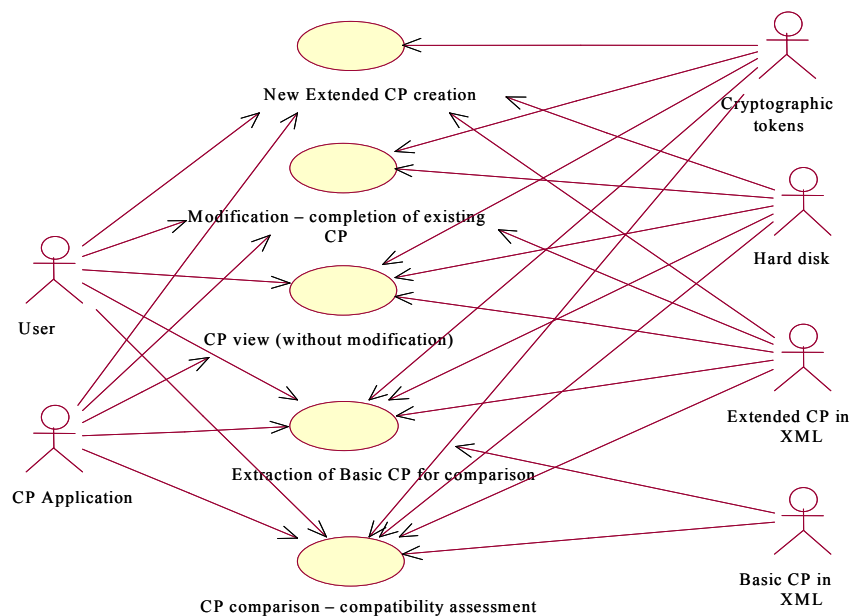 New Extended CP creation
Cryptographic
tokens
Modification – completion of existing
CP
Hard disk
User
CP view (without modification)
Extended CP in
XML
Extraction of Basic CP for comparison
CP Application
Basic CP in
XML
CP comparison – compatibility assessment